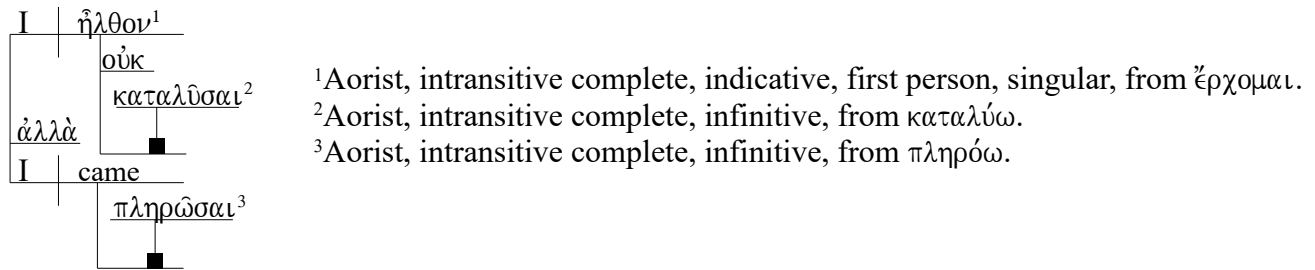 I ἦλθον¹
οὐκ
καταλῦσαι²
ἀλλὰ
I came
πληρῶσαι³
¹Aorist, intransitive complete, indicative, first person, singular, from ἔρχομαι.
²Aorist, intransitive complete, infinitive, from καταλύω.
³Aorist, intransitive complete, infinitive, from πληρόω.